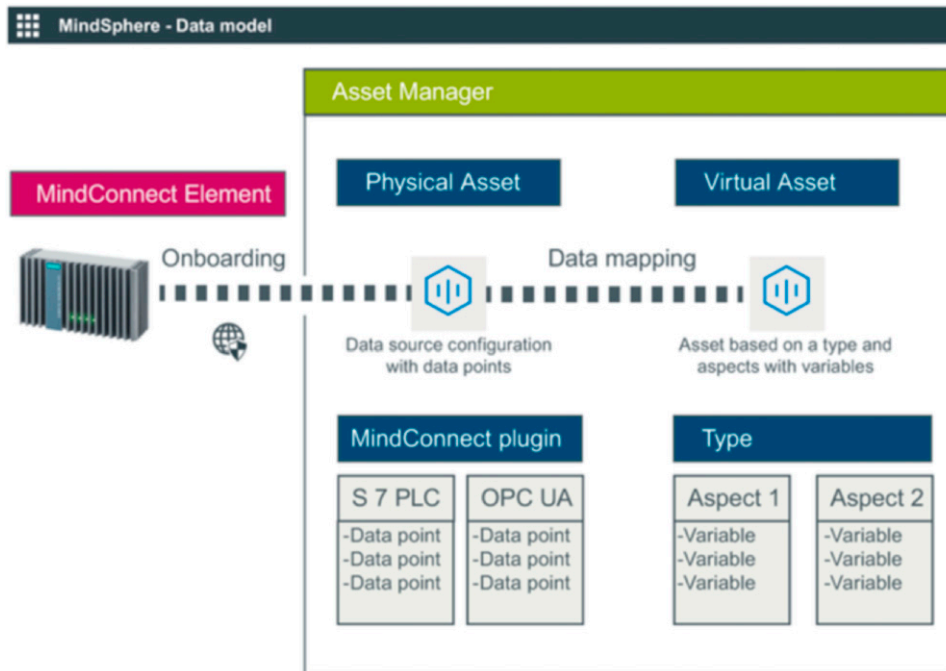 MindSphere - Data model
Asset Manager
MindConnect Element
Physical Asset
Virtual Asset
Onboarding
Data mapping
Data source configuration
with data points
Asset based on a type and
aspects with variables
MindConnect plugin
Type
S 7 PLC
OPC UA
Aspect 1
Aspect 2
-Data point
-Data point
-Data point
-Data point
-Data point
-Data point
-Variable
-Variable
-Variable
-Variable
-Variable
-Variable